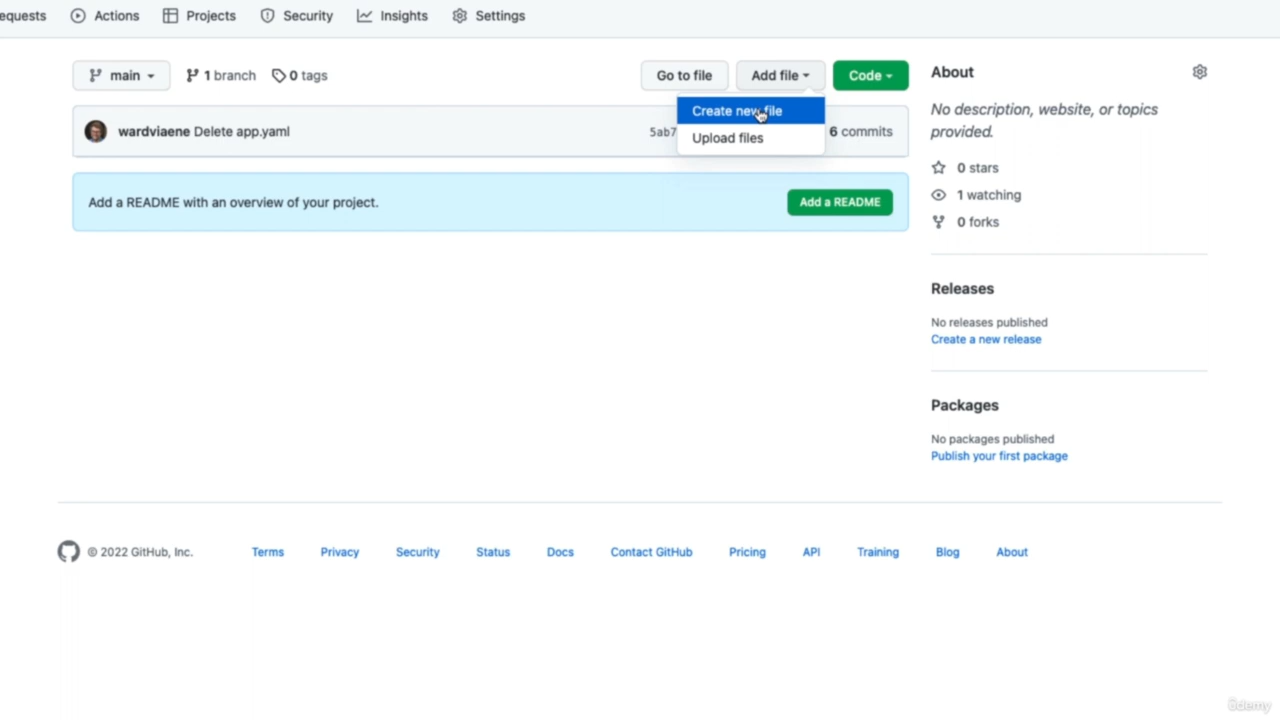 equests Actions Projects Security Insights Settings
main 1 branch 0 tags Go to file Add file Code
Create new file
Upload files
wardviaene Delete app.yaml 5ab7 6 commits
Add a README with an overview of your project. Add a README
About
No description, website, or topics
provided.
0 stars
1 watching
0 forks
Releases
No releases published
Create a new release
Packages
No packages published
Publish your first package
© 2022 GitHub, Inc. Terms Privacy Security Status Docs Contact GitHub Pricing API Training Blog About
ûdemy